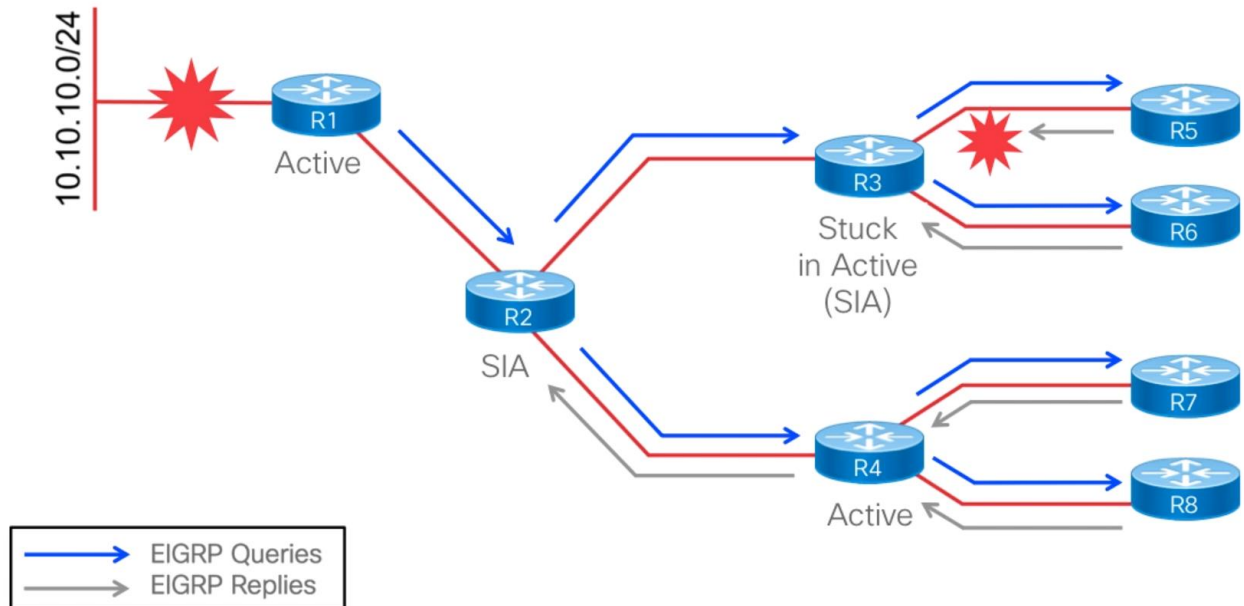 10.10.10.0/24
R1
Active
R2
SIA
R3
Stuck
in Active
(SIA)
R5
R6
R4
Active
R7
R8
EIGRP Queries
EIGRP Replies